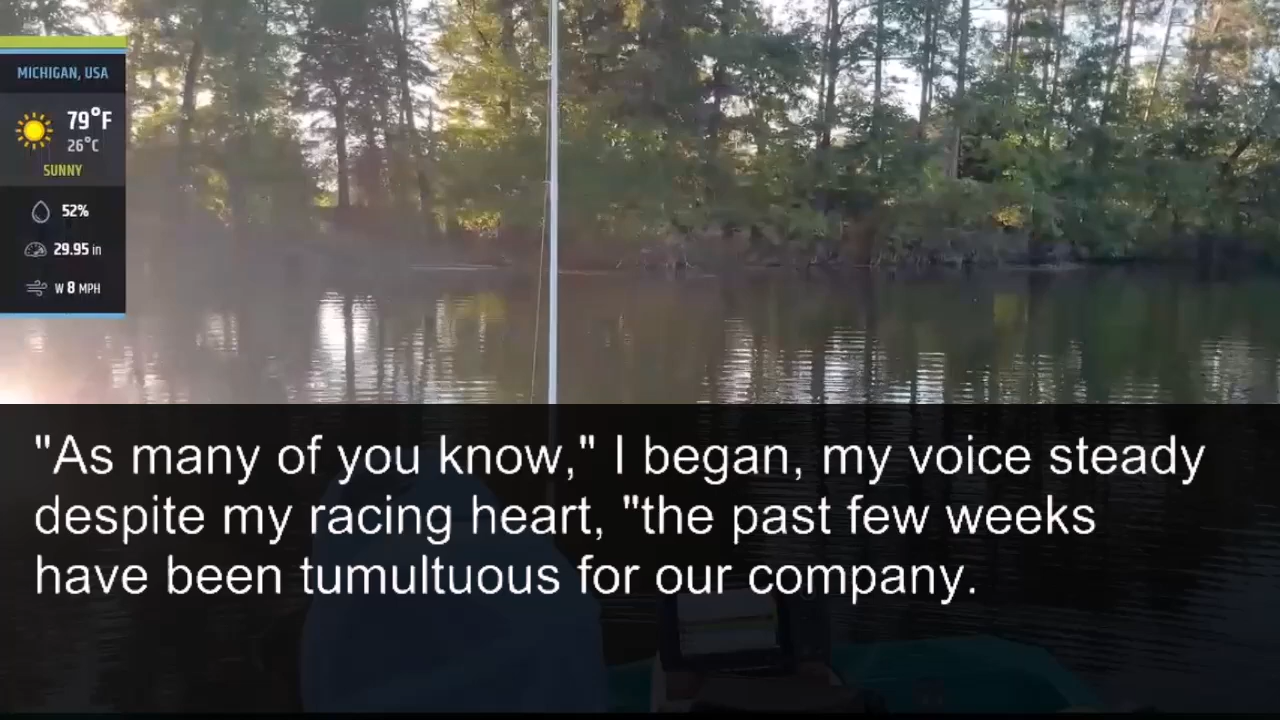 MICHIGAN, USA
79°F
26°C
SUNNY
52%
29.95 in
W 8 MPH
"As many of you know," I began, my voice steady
despite my racing heart, "the past few weeks
have been tumultuous for our company.